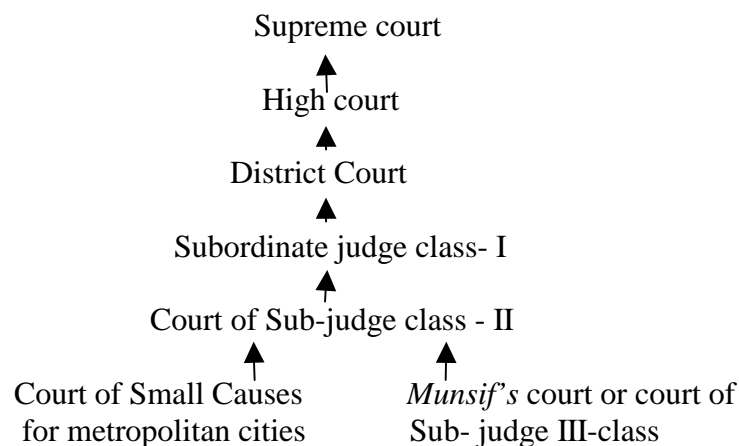 Supreme court
High court
District Court
Subordinate judge class- I
Court of Sub-judge class - II
Court of Small Causes
for metropolitan cities
Munsif’s court or court of
Sub- judge III-class